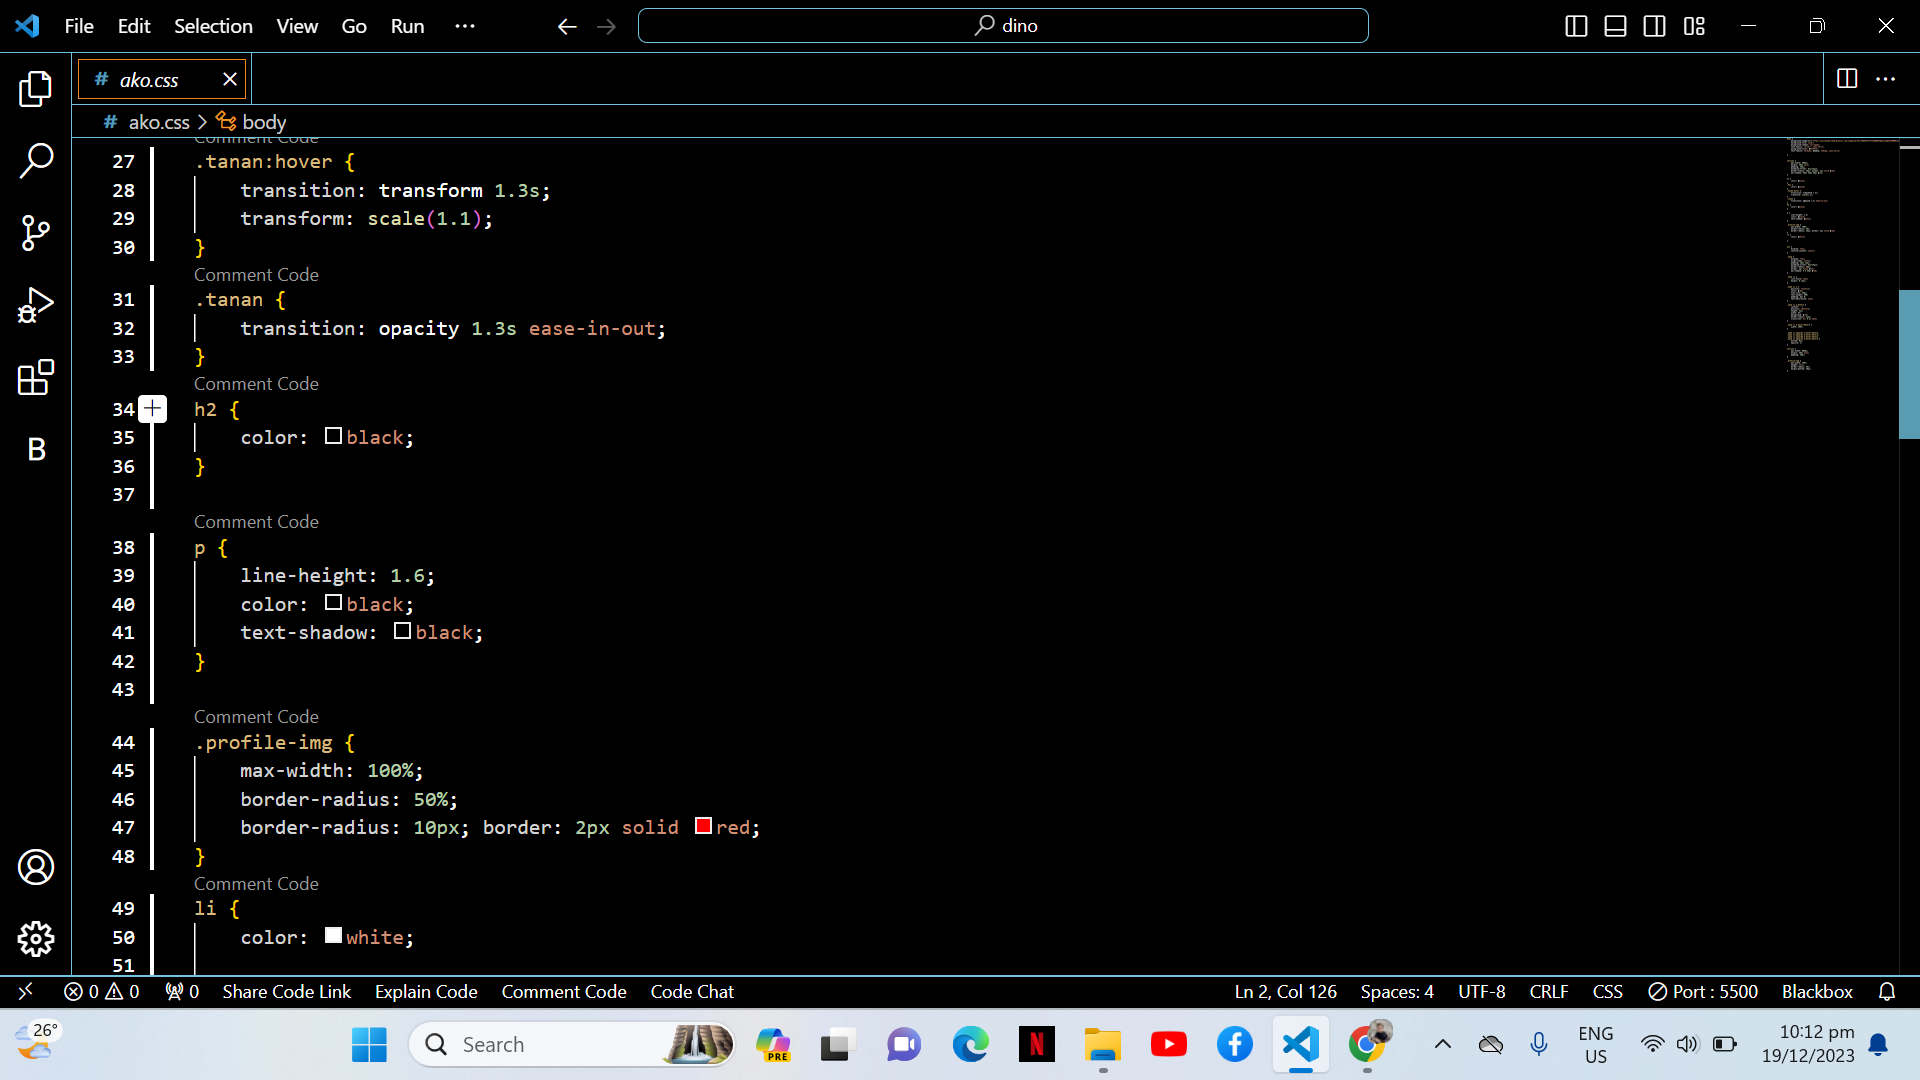 File Edit Selection View Go Run ... dino
# ako.css
# ako.css > body
Comment Code
27 .tanan:hover {
28 transition: transform 1.3s;
29 transform: scale(1.1);
30 }
Comment Code
31 .tanan {
32 transition: opacity 1.3s ease-in-out;
33 }
Comment Code
34 h2 {
35 color: black;
36 }
37
Comment Code
38 p {
39 line-height: 1.6;
40 color: black;
41 text-shadow: black;
42 }
43
Comment Code
44 .profile-img {
45 max-width: 100%;
46 border-radius: 50%;
47 border-radius: 10px; border: 2px solid red;
48 }
Comment Code
49 li {
50 color: white;
51
B
0 0 0 Share Code Link Explain Code Comment Code Code Chat Ln 2, Col 126 Spaces: 4 UTF-8 CRLF CSS Port : 5500 Blackbox
26° Search PRE N ENG 10:12 pm
US 19/12/2023